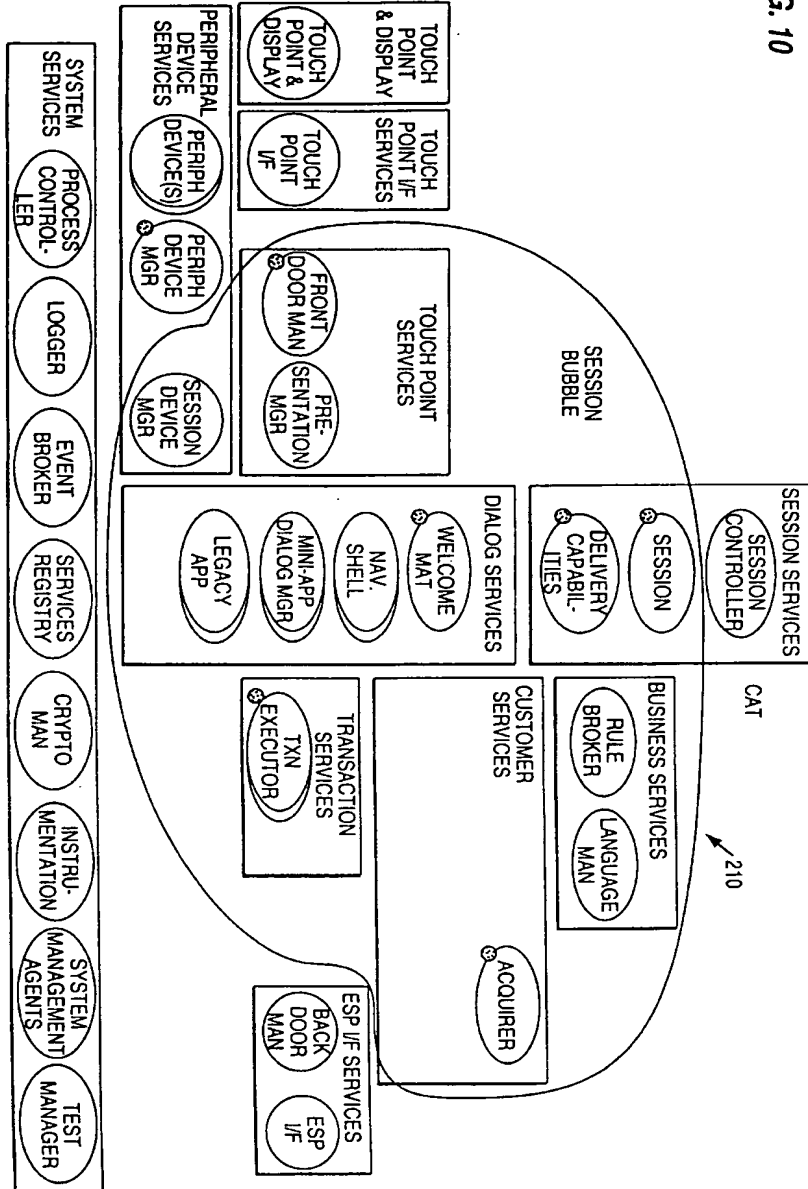 G. 10
SESSION SERVICES
SESSION
CONTROLLER
SESSION
DELIVERY
CAPABIL-
ITIES
CAT
210
BUSINESS SERVICES
RULE
BROKER
LANGUAGE
MAN
SESSION
BUBBLE
TOUCH
POINT
& DISPLAY
TOUCH
POINT &
DISPLAY
TOUCH
POINT I/F
SERVICES
TOUCH
POINT
I/F
TOUCH POINT
SERVICES
FRONT
DOOR MAN
PRE-
SENTATION
MGR
DIALOG SERVICES
WELCOME
MAT
NAV.
SHELL
MINI-APP
DIALOG MGR
LEGACY
APP
CUSTOMER
SERVICES
ACQUIRER
TRANSACTION
SERVICES
TXN
EXECUTOR
ESP I/F SERVICES
BACK
DOOR
MAN
ESP
I/F
PERIPHERAL
DEVICE
SERVICES
PERIPH
DEVICE(S)
PERIPH
DEVICE
MGR
SESSION
DEVICE
MGR
SYSTEM
SERVICES
PROCESS
CONTROL-
LER
LOGGER
EVENT
BROKER
SERVICES
REGISTRY
CRYPTO
MAN
INSTRU-
MENTATION
SYSTEM
MANAGEMENT
AGENTS
TEST
MANAGER